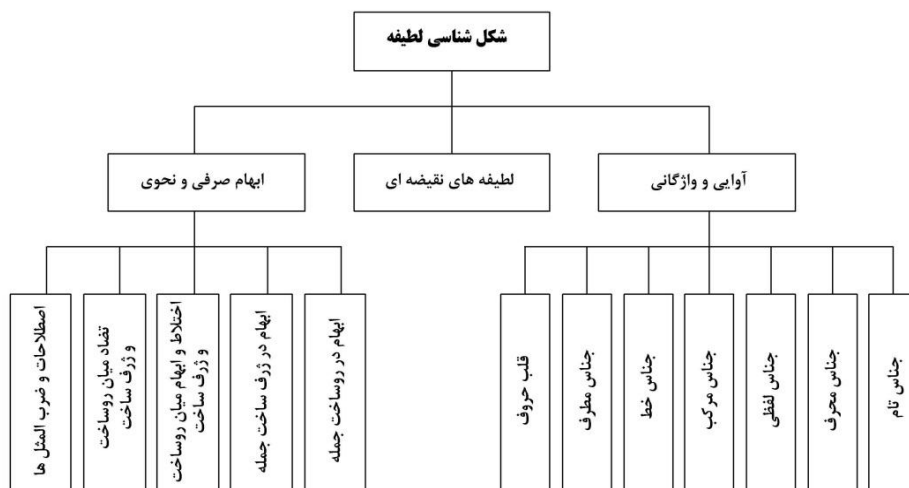 شکل شناسی لطیفه
آوایی و واژگانی
لطیفه های نقیضه ای
ابهام صرفی و نحوی
جناس تام
جناس محرف
جناس لفظی
جناس مرکب
جناس خط
جناس مطرف
قلب حروف
ابهام در روساخت جمله
ابهام در ژرف ساخت جمله
اختلاط و ابهام میان روساخت
و ژرف ساخت
تضاد میان روساخت
و ژرف ساخت
اصطلاحات و ضرب المثل ها